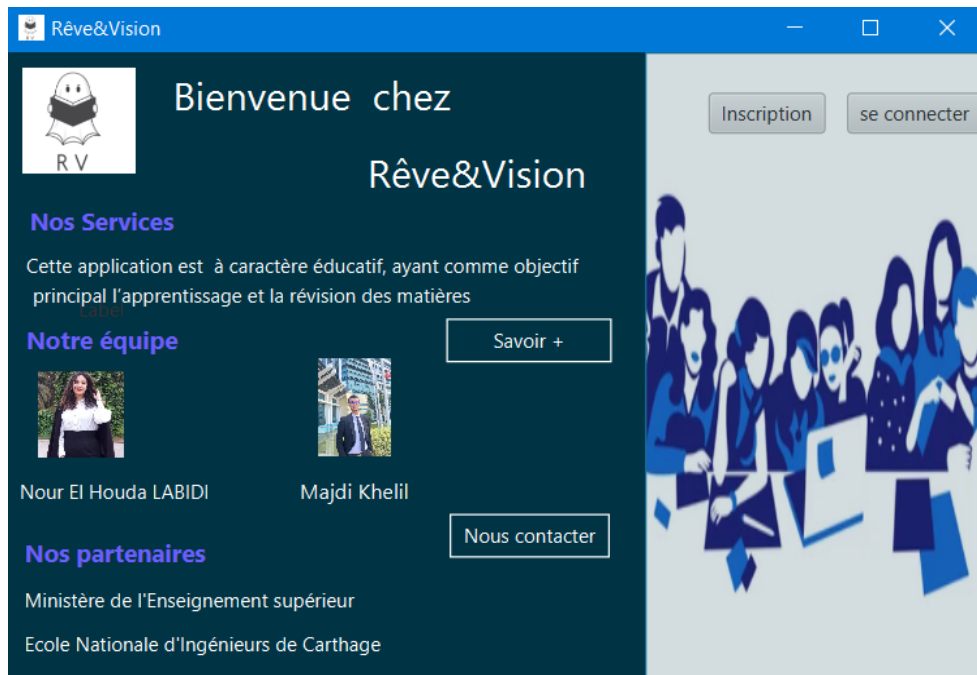 Rêve&Vision
R V
Bienvenue chez
Rêve&Vision
Inscription
se connecter
Nos Services
Cette application est à caractère éducatif, ayant comme objectif
principal l'apprentissage et la révision des matières
Label
Notre équipe
Savoir +
Nour El Houda LABIDI
Majdi Khelil
Nous contacter
Nos partenaires
Ministère de l'Enseignement supérieur
Ecole Nationale d'Ingénieurs de Carthage